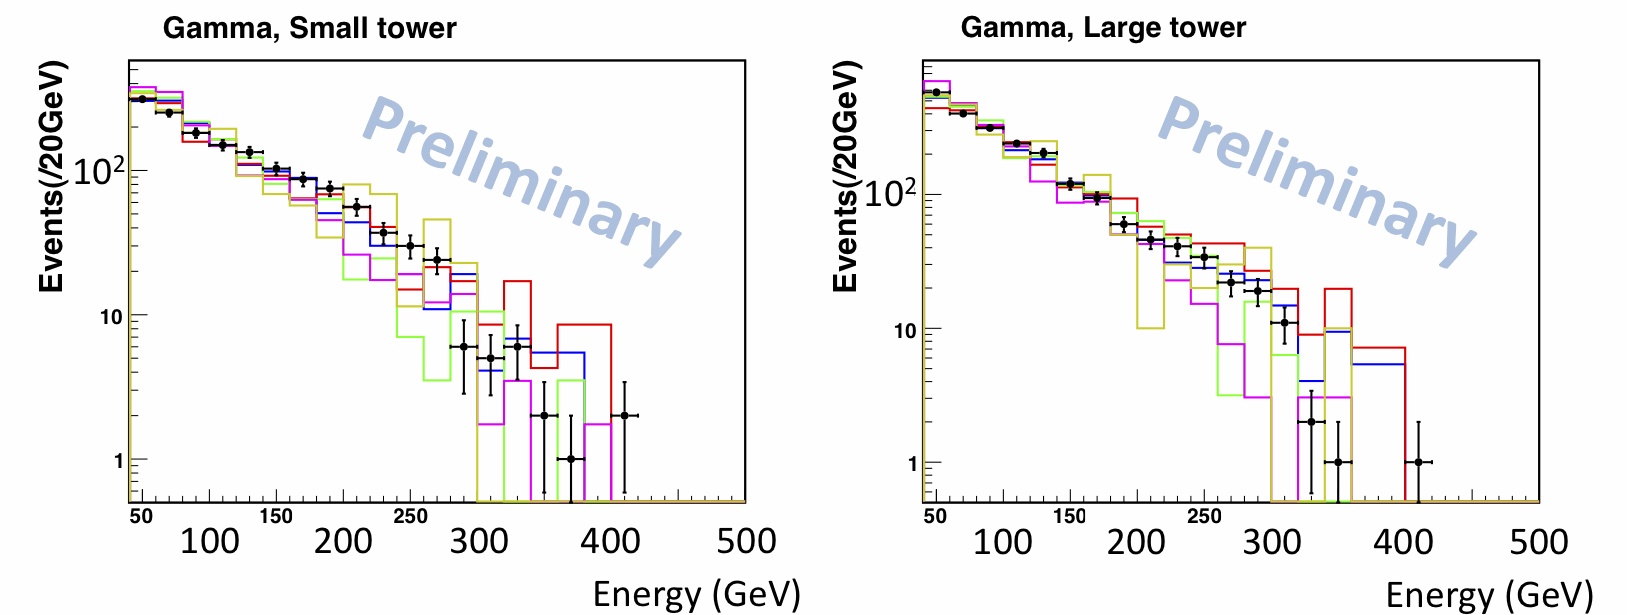 Gamma, Small tower
Events(/20GeV)
10²
10
1
Preliminary
50 150 250
100 200 300 400 500
Energy (GeV)
Gamma, Large tower
Events(/20GeV)
10²
10
1
Preliminary
50 150 250
100 200 300 400 500
Energy (GeV)